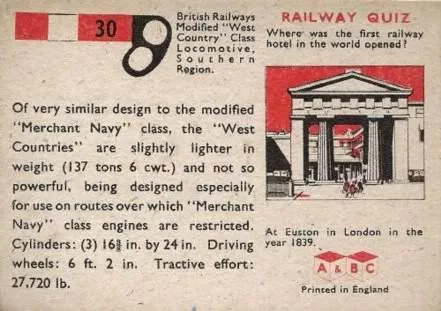 30
British Railways
Modified "West
Country" Class
Locomotive,
Southern
Region.
Of very similar design to the modified
"Merchant Navy" class, the "West
Countries" are slightly lighter in
weight (137 tons 6 cwt.) and not so
powerful, being designed especially
for use on routes over which "Merchant
Navy" class engines are restricted.
Cylinders: (3) 16⅜ in. by 24 in. Driving
wheels: 6 ft. 2 in. Tractive effort:
27,720 lb.
RAILWAY QUIZ
Where was the first railway
hotel in the world opened?
At Euston in London in the
year 1839.
A & BC
Printed in England